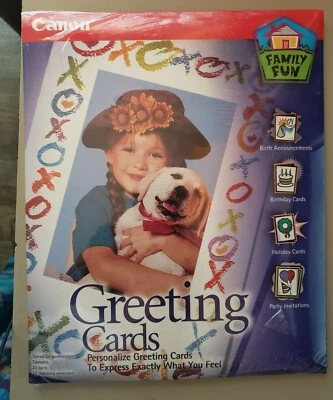 Canon
FAMILY
FUN
Birth Announcements
Birthday Cards
Holiday Cards
Party Invitations
Greeting
Cards
Personalize Greeting Cards
To Express Exactly What You Feel